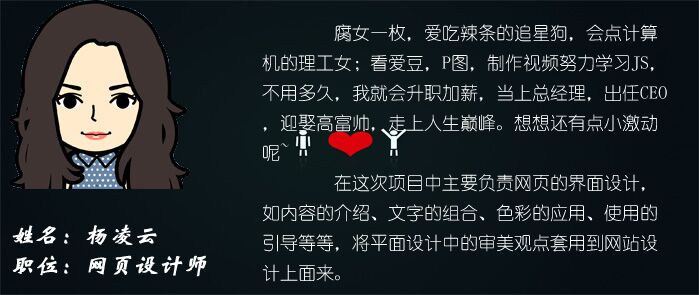 腐女一枚，爱吃辣条的追星狗，会点计算
机的理工女；看爱豆，P图，制作视频努力学习JS，
不用多久，我就会升职加薪，当上总经理，出任CEO
，迎娶高富帅，走上人生巅峰。想想还有点小激动
呢~
在这次项目中主要负责网页的界面设计，
如内容的介绍、文字的组合、色彩的应用、使用的
引导等等，将平面设计中的审美观点套用到网站设
计上面来。
姓名：杨凌云
职位：网页设计师